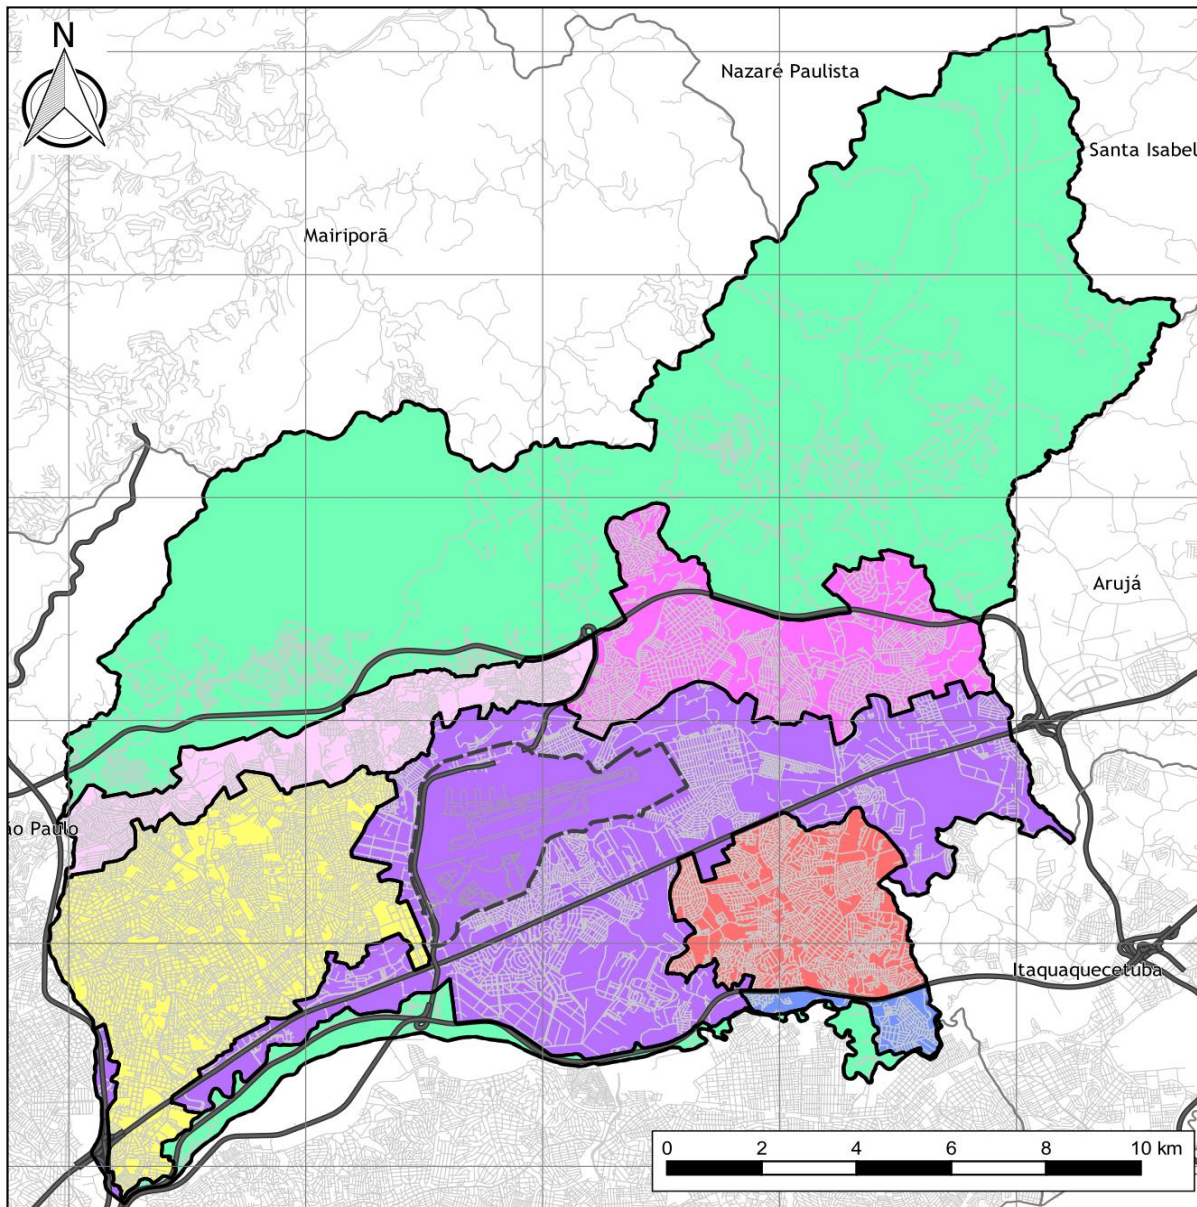 N
Nazaré Paulista
Santa Isabel
Mairiporã
Arujá
ão Paulo
Itaquaquecetuba
0 2 4 6 8 10 km